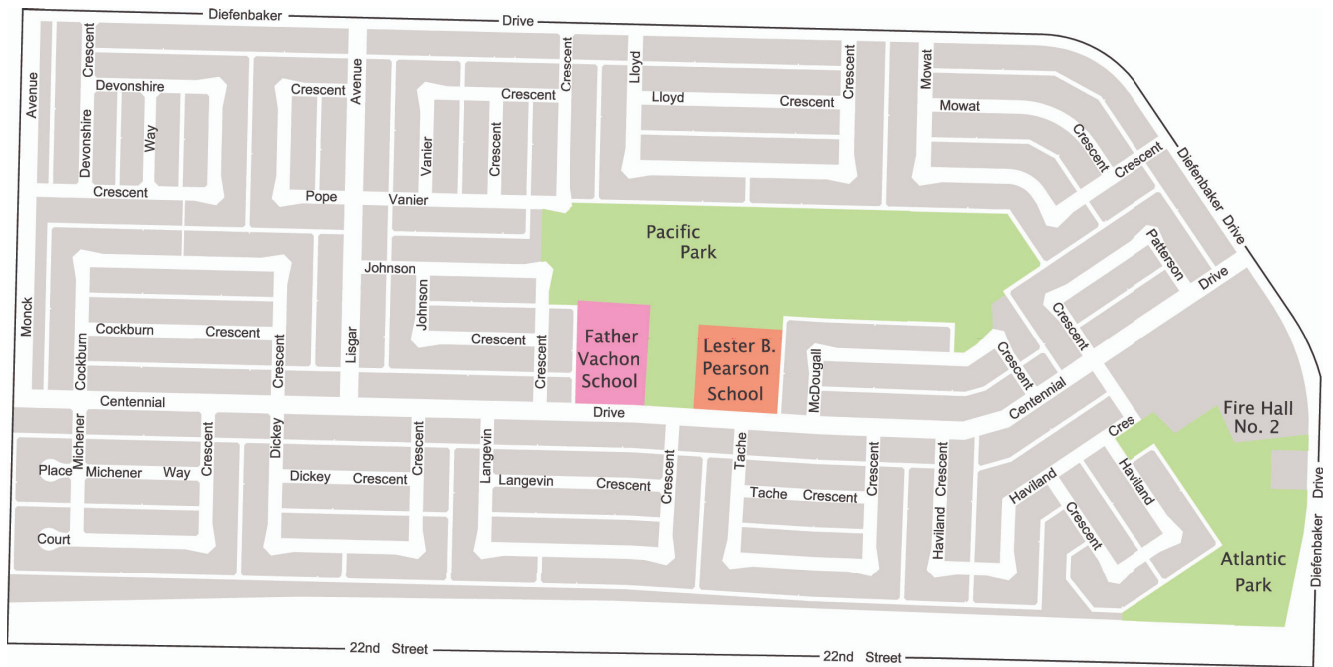 Diefenbaker Drive
Avenue
Crescent
Devonshire
Devonshire
Way
Crescent
Avenue
Crescent
Pope
Vanier
Vanier
Crescent
Crescent
Crescent
Lloyd
Lloyd Crescent
Crescent
Mowat
Mowat
Crescent
Crescent
Diefenbaker Drive
Pacific
Park
Patterson
Drive
Crescent
Crescent
Centennial
Monck
Cockburn
Cockburn Crescent
Crescent
Lisgar
Johnson
Johnson
Crescent
Crescent
Father
Vachon
School
Lester B.
Pearson
School
McDougall
Centennial
Drive
Fire Hall
No. 2
Michener
Place
Michener Way
Crescent
Court
Dickey
Dickey Crescent
Crescent
Langevin
Langevin Crescent
Crescent
Tache
Tache Crescent
Crescent
Haviland Crescent
Haviland
Cres
Haviland
Crescent
Atlantic
Park
Diefenbaker Drive
22nd Street
22nd Street